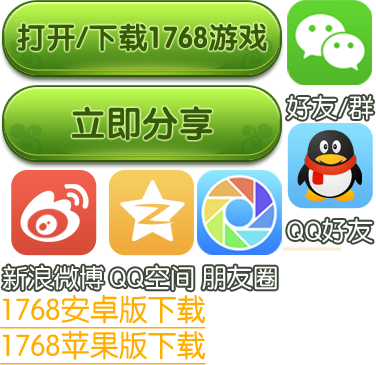 打开/下载1768游戏
好友/群
立即分享
QQ好友
新浪微博 QQ空间 朋友圈
1768安卓版下载
1768苹果版下载